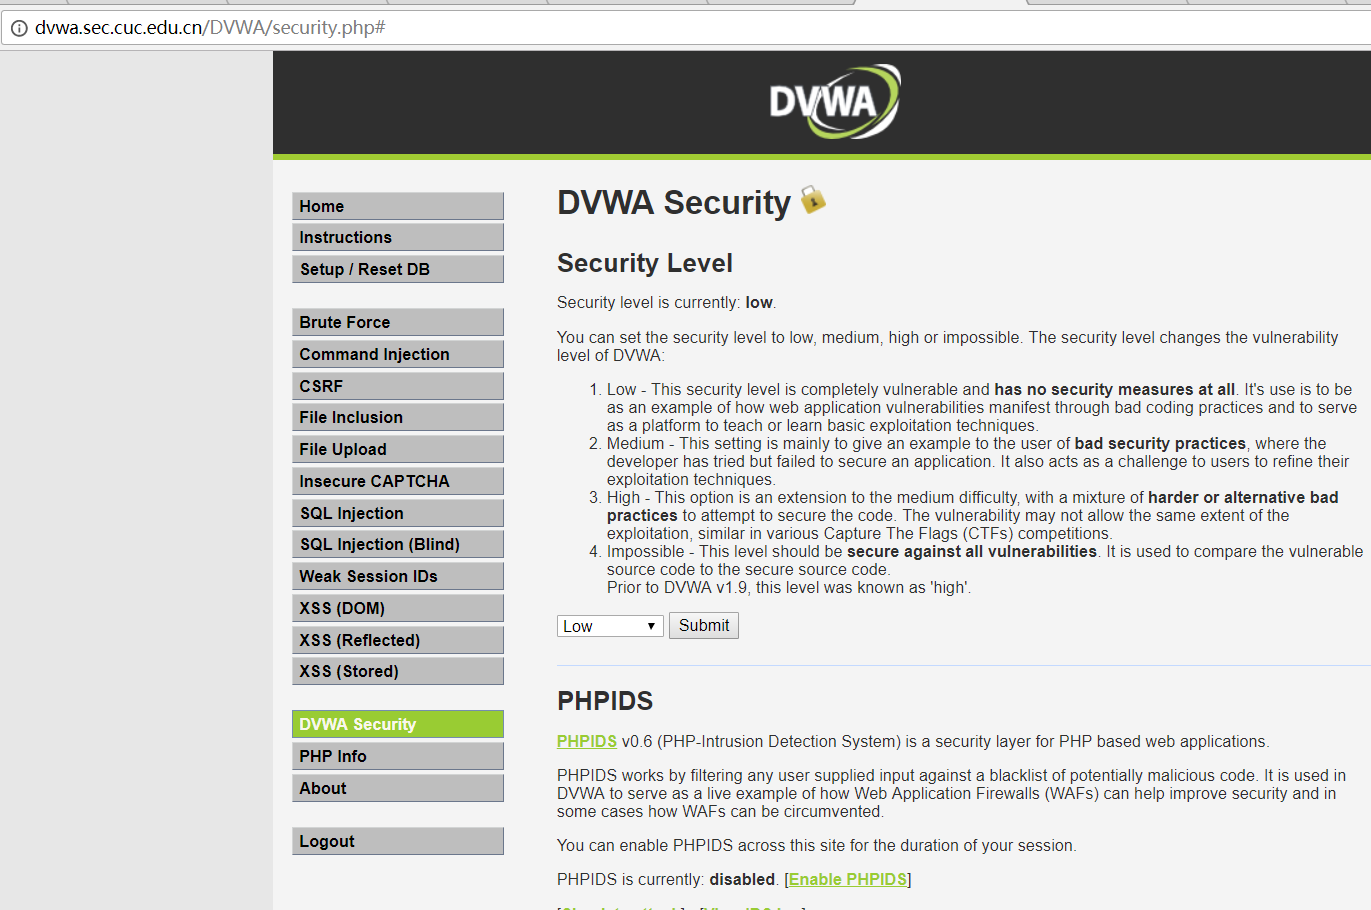 dvwa.sec.cuc.edu.cn/DVWA/security.php#
DVWA
Home
Instructions
Setup / Reset DB
Brute Force
Command Injection
CSRF
File Inclusion
File Upload
Insecure CAPTCHA
SQL Injection
SQL Injection (Blind)
Weak Session IDs
XSS (DOM)
XSS (Reflected)
XSS (Stored)
DVWA Security
PHP Info
About
Logout
DVWA Security
Security Level
Security level is currently: low.
You can set the security level to low, medium, high or impossible. The security level changes the vulnerability
level of DVWA:
1. Low - This security level is completely vulnerable and has no security measures at all. It's use is to be
as an example of how web application vulnerabilities manifest through bad coding practices and to serve
as a platform to teach or learn basic exploitation techniques.
2. Medium - This setting is mainly to give an example to the user of bad security practices, where the
developer has tried but failed to secure an application. It also acts as a challenge to users to refine their
exploitation techniques.
3. High - This option is an extension to the medium difficulty, with a mixture of harder or alternative bad
practices to attempt to secure the code. The vulnerability may not allow the same extent of the
exploitation, similar in various Capture The Flags (CTFs) competitions.
4. Impossible - This level should be secure against all vulnerabilities. It is used to compare the vulnerable
source code to the secure source code.
Prior to DVWA v1.9, this level was known as 'high'.
Low
Submit
PHPIDS
PHPIDS v0.6 (PHP-Intrusion Detection System) is a security layer for PHP based web applications.
PHPIDS works by filtering any user supplied input against a blacklist of potentially malicious code. It is used in
DVWA to serve as a live example of how Web Application Firewalls (WAFs) can help improve security and in
some cases how WAFs can be circumvented.
You can enable PHPIDS across this site for the duration of your session.
PHPIDS is currently: disabled. [Enable PHPIDS]